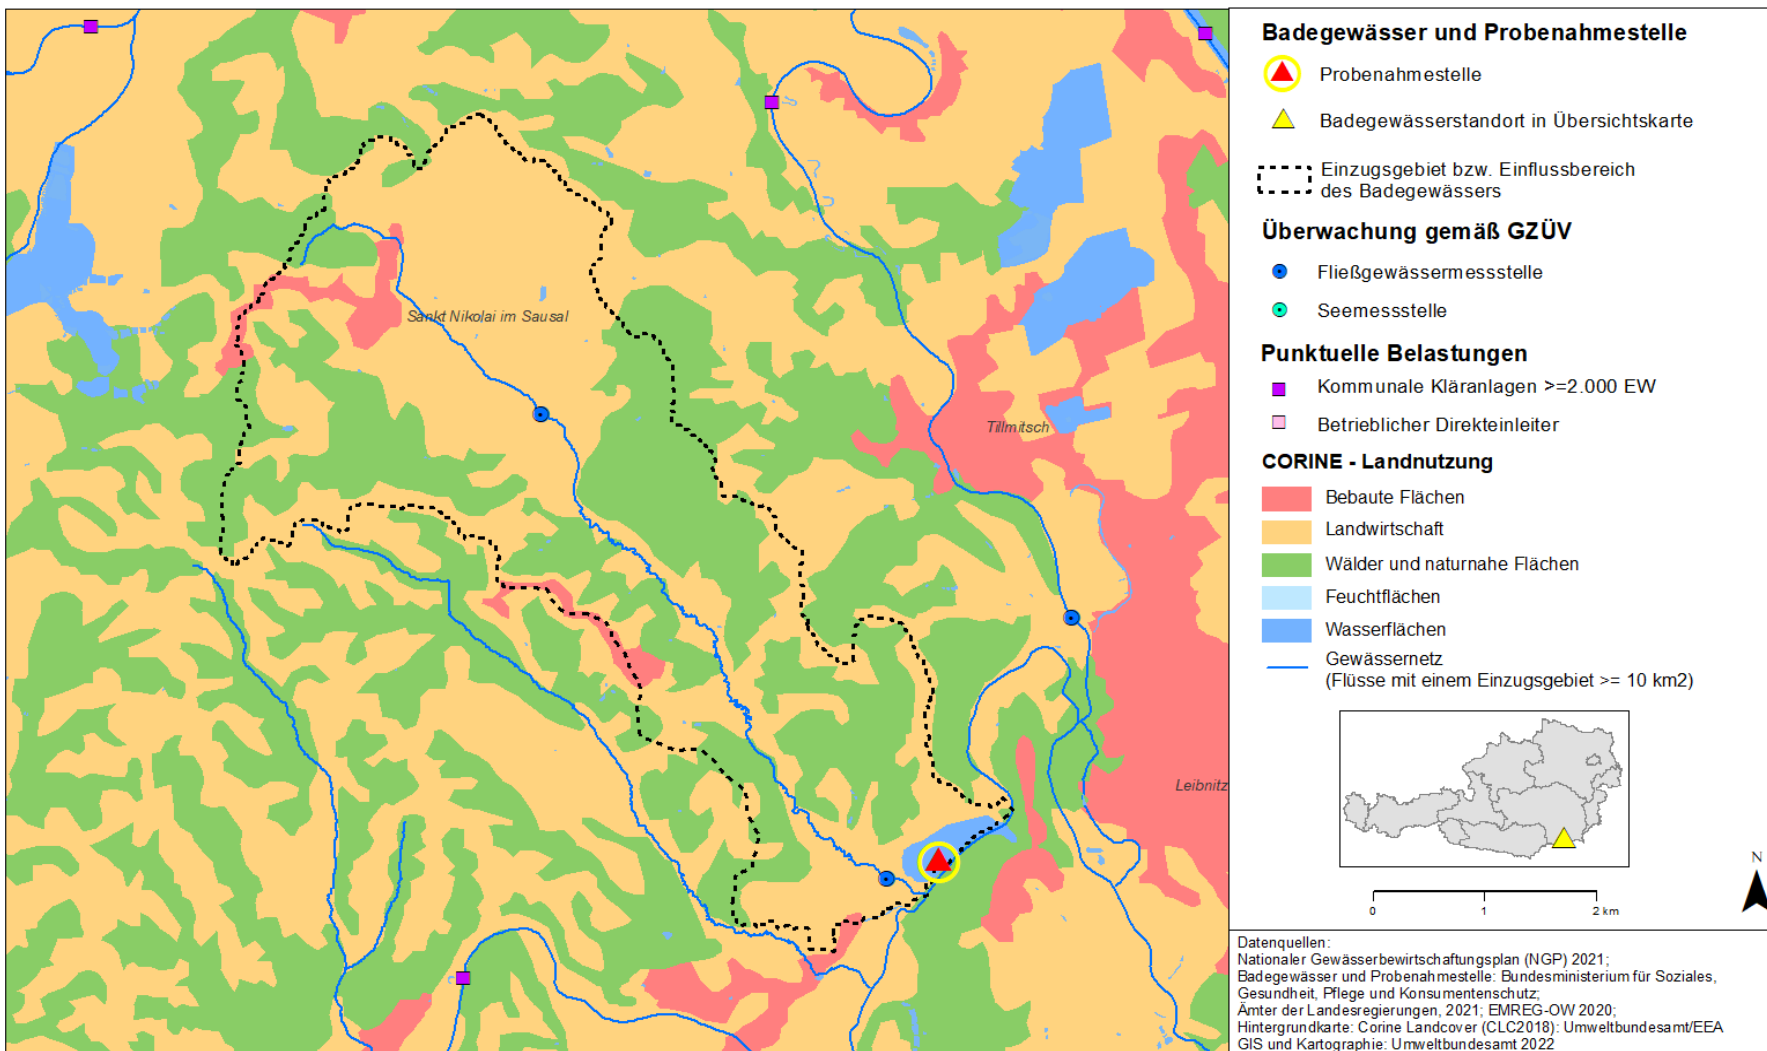 Sankt Nikolai im Sausal
Tillmitsch
Leibnitz
Badegewässer und Probenahmestelle
Probenahmestelle
Badegewässerstandort in Übersichtskarte
Einzugsgebiet bzw. Einflussbereich
des Badegewässers
Überwachung gemäß GZÜV
Fließgewässermessstelle
Seemessstelle
Punktuelle Belastungen
Kommunale Kläranlagen >=2.000 EW
Betrieblicher Direkteinleiter
CORINE - Landnutzung
Bebaute Flächen
Landwirtschaft
Wälder und naturnahe Flächen
Feuchtflächen
Wasserflächen
Gewässernetz
(Flüsse mit einem Einzugsgebiet >= 10 km2)
N
0 1 2 km
Datenquellen:
Nationaler Gewässerbewirtschaftungsplan (NGP) 2021;
Badegewässer und Probenahmestelle: Bundesministerium für Soziales,
Gesundheit, Pflege und Konsumentenschutz;
Ämter der Landesregierungen, 2021; EMREG-OW 2020;
Hintergrundkarte: Corine Landcover (CLC2018): Umweltbundesamt/EEA
GIS und Kartographie: Umweltbundesamt 2022